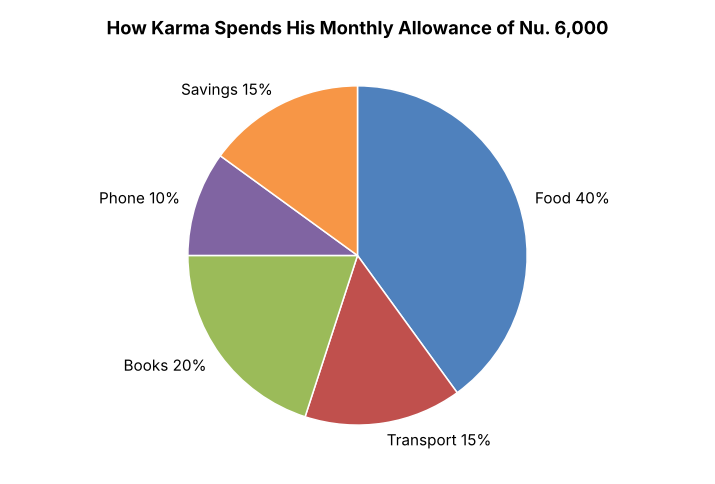 How Karma Spends His Monthly Allowance of Nu. 6,000
Savings 15%
Food 40%
Phone 10%
Books 20%
Transport 15%